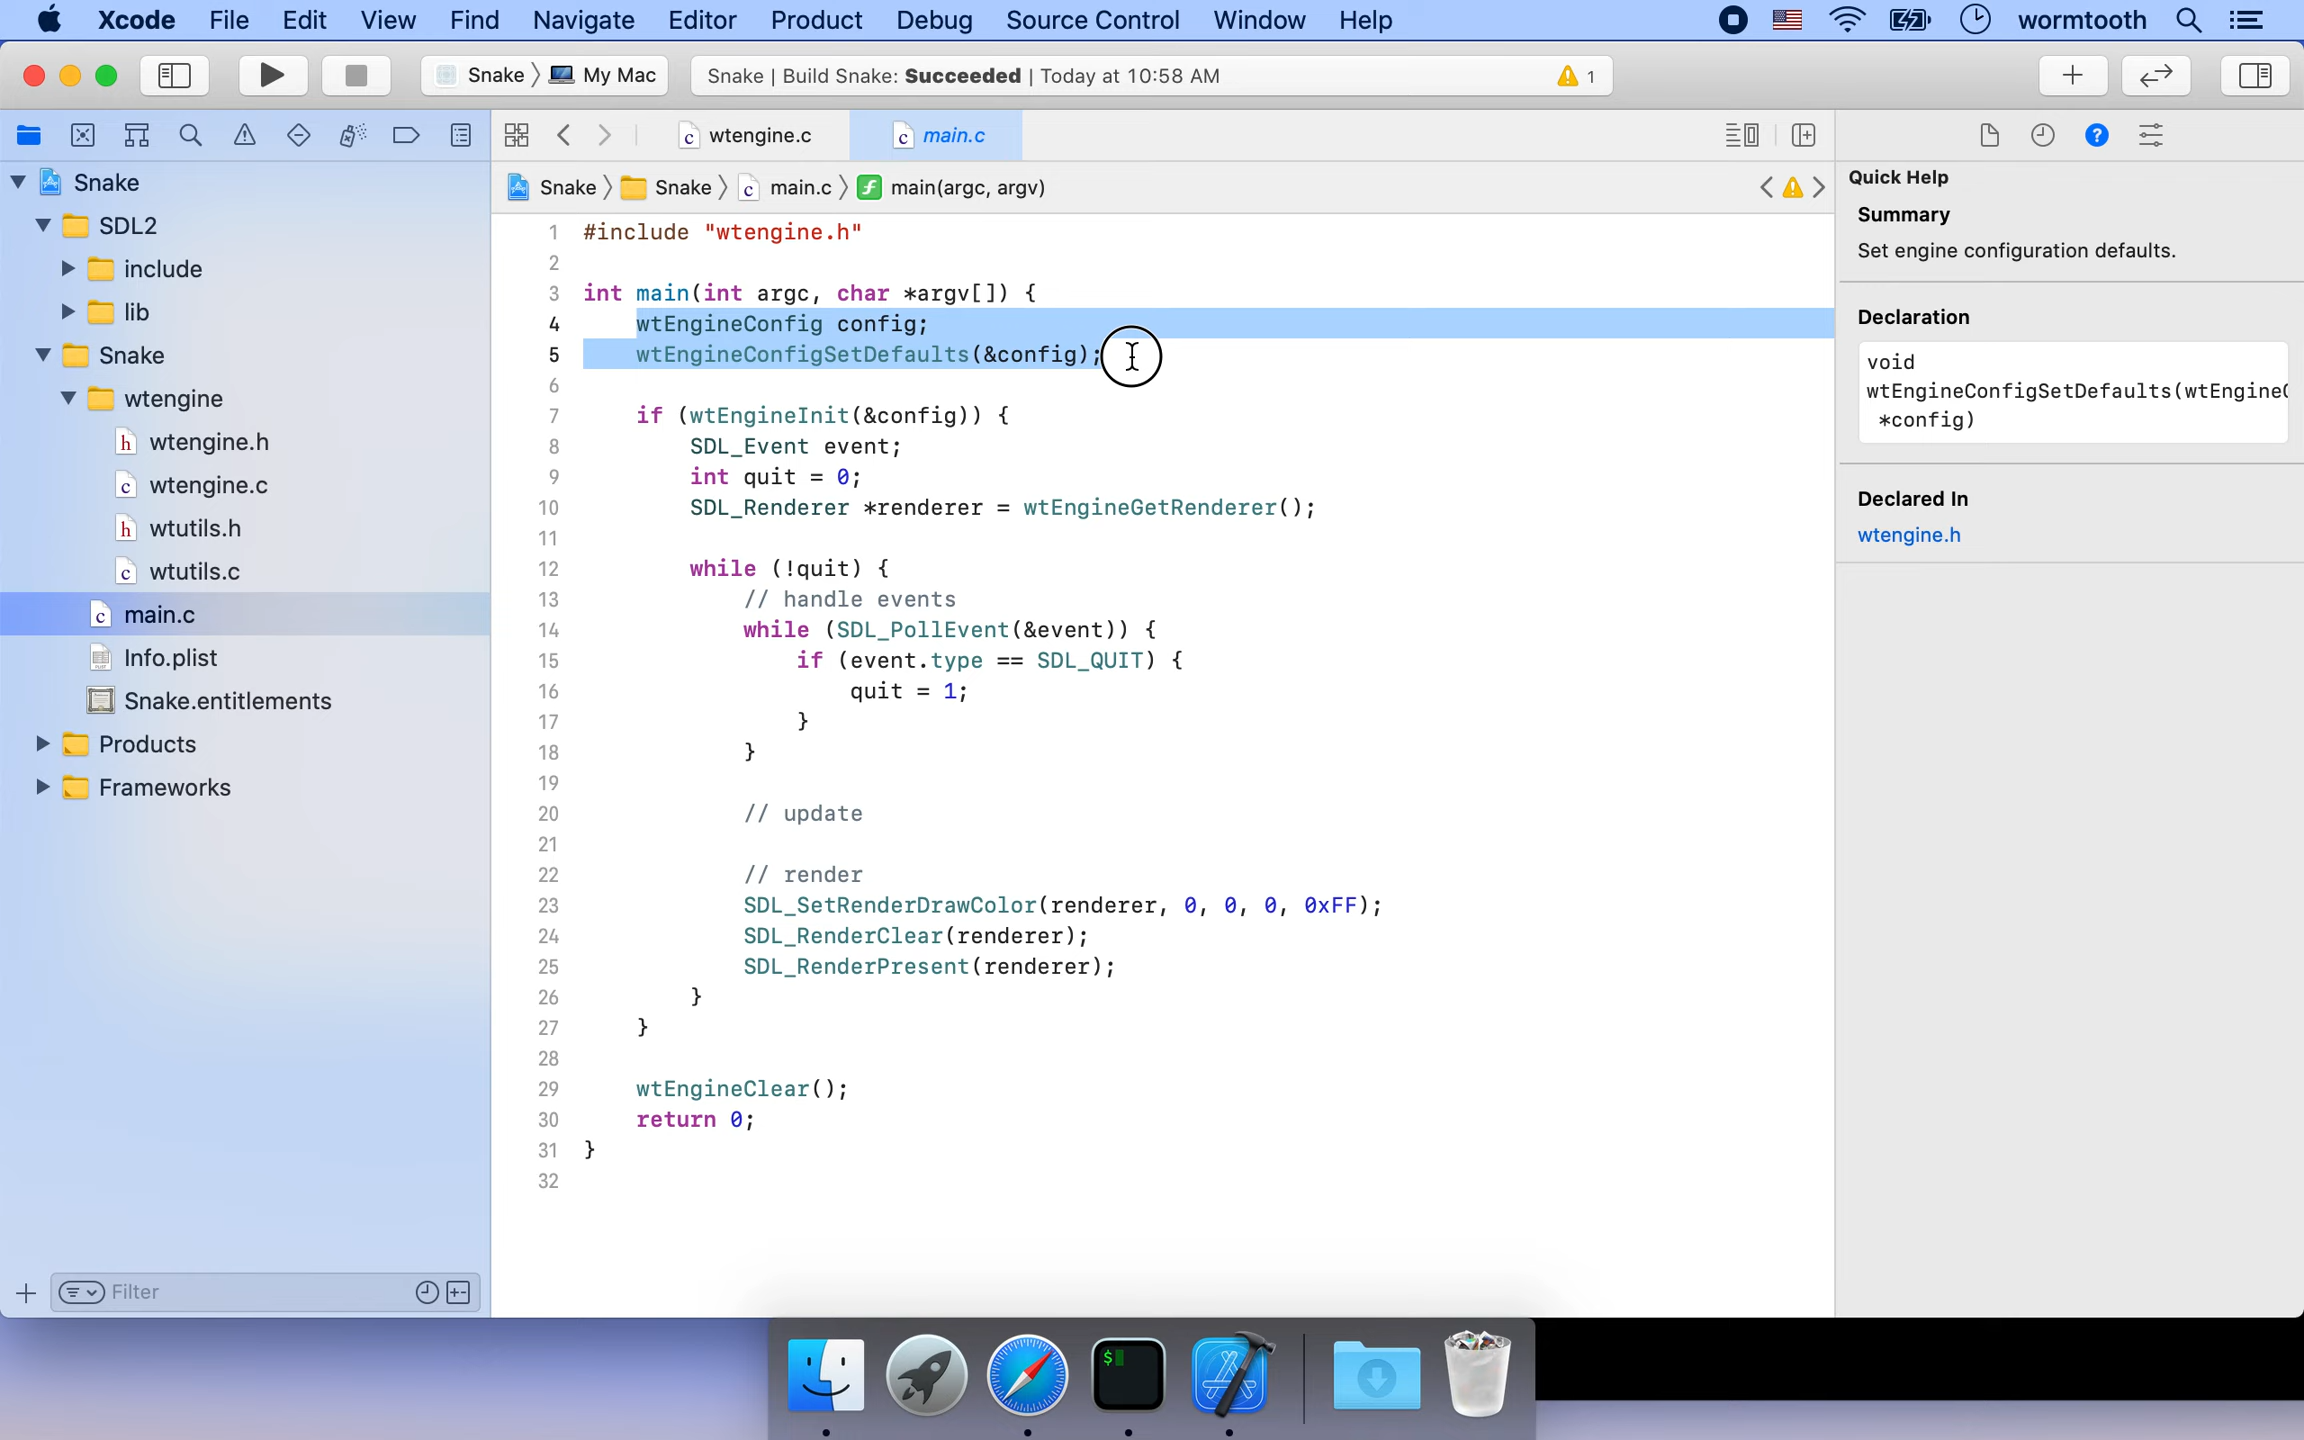 Xcode File Edit View Find Navigate Editor Product Debug Source Control Window Help wormtooth
Snake My Mac Snake | Build Snake: Succeeded | Today at 10:58 AM 1
wtengine.c main.c
Snake Snake main.c main(argc, argv)
Snake
SDL2
include
lib
Snake
wtengine
wtengine.h
wtengine.c
wtutils.h
wtutils.c
main.c
Info.plist
Snake.entitlements
Products
Frameworks
Filter
1 #include "wtengine.h"
2
3 int main(int argc, char *argv[]) {
4 wtEngineConfig config;
5 wtEngineConfigSetDefaults(&config);
6
7 if (wtEngineInit(&config)) {
8 SDL_Event event;
9 int quit = 0;
10 SDL_Renderer *renderer = wtEngineGetRenderer();
11
12 while (!quit) {
13 // handle events
14 while (SDL_PollEvent(&event)) {
15 if (event.type == SDL_QUIT) {
16 quit = 1;
17 }
18 }
19
20 // update
21
22 // render
23 SDL_SetRenderDrawColor(renderer, 0, 0, 0, 0xFF);
24 SDL_RenderClear(renderer);
25 SDL_RenderPresent(renderer);
26 }
27 }
28
29 wtEngineClear();
30 return 0;
31 }
32
Quick Help
Summary
Set engine configuration defaults.
Declaration
void
wtEngineConfigSetDefaults(wtEngine
*config)
Declared In
wtengine.h
$